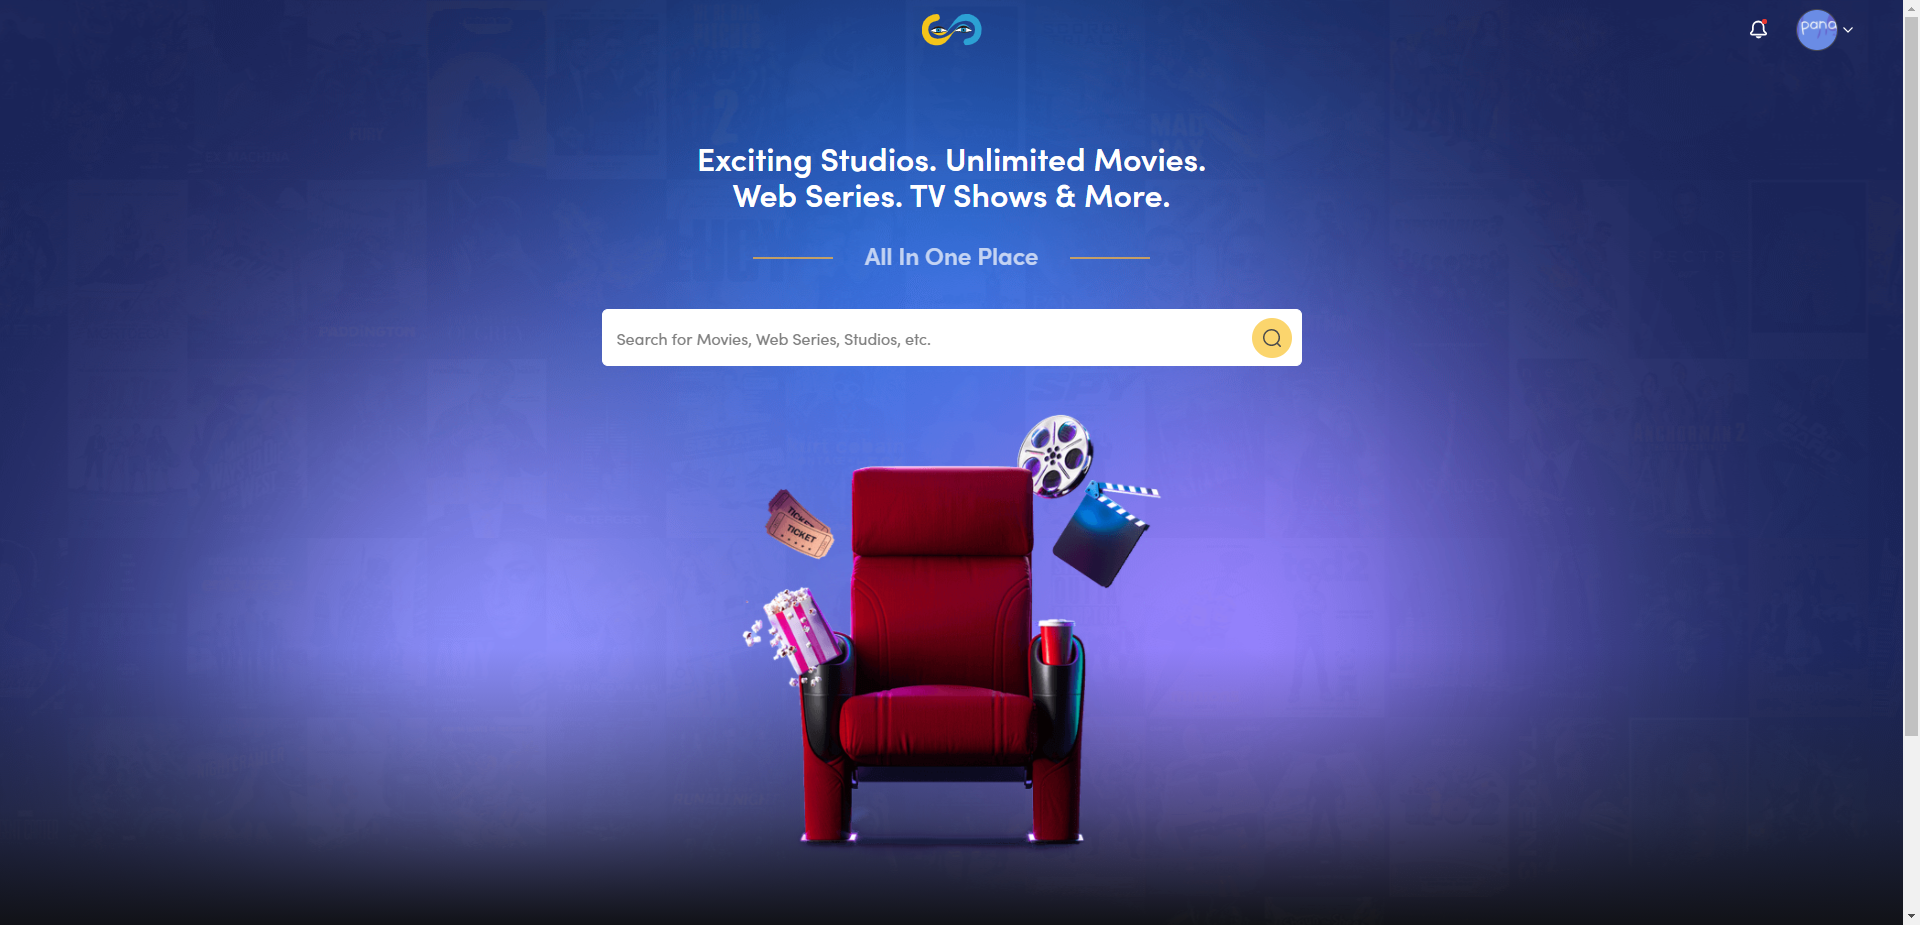 pana
Exciting Studios. Unlimited Movies.
Web Series. TV Shows & More.
All In One Place
Search for Movies, Web Series, Studios, etc.
TICKET
TICKET